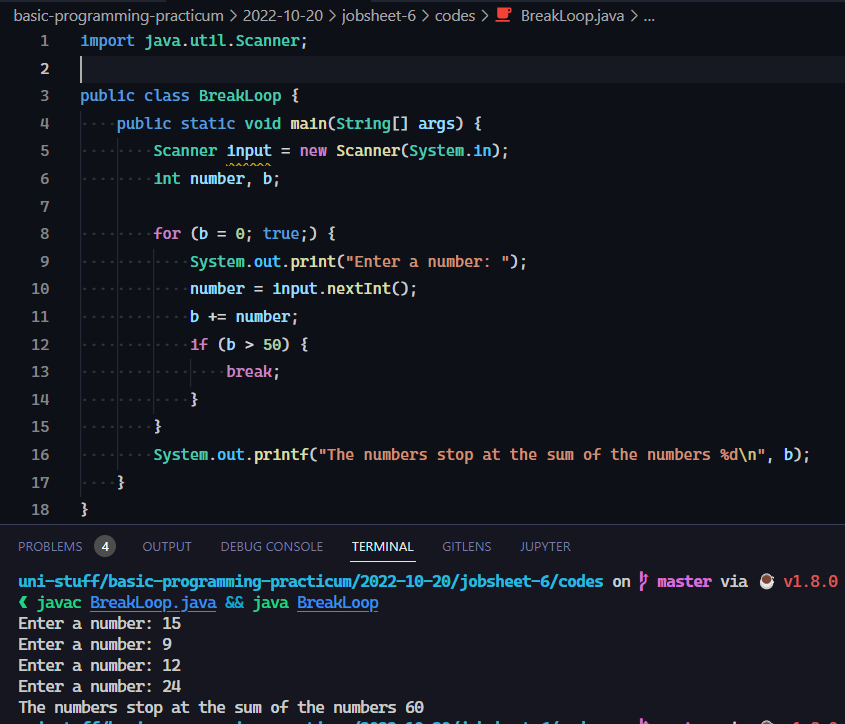 basic-programming-practicum > 2022-10-20 > jobsheet-6 > codes > BreakLoop.java > ...
1 import java.util.Scanner;
2
3 public class BreakLoop {
4 public static void main(String[] args) {
5 Scanner input = new Scanner(System.in);
6 int number, b;
7
8 for (b = 0; true;) {
9 System.out.print("Enter a number: ");
10 number = input.nextInt();
11 b += number;
12 if (b > 50) {
13 break;
14 }
15 }
16 System.out.printf("The numbers stop at the sum of the numbers %d\n", b);
17 }
18 }
PROBLEMS 4 OUTPUT DEBUG CONSOLE TERMINAL GITLENS JUPYTER
uni-stuff/basic-programming-practicum/2022-10-20/jobsheet-6/codes on master via ☕ v1.8.0
❮ javac BreakLoop.java && java BreakLoop
Enter a number: 15
Enter a number: 9
Enter a number: 12
Enter a number: 24
The numbers stop at the sum of the numbers 60